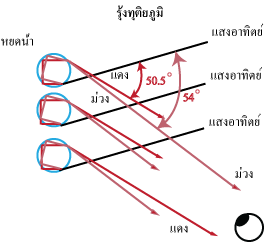 รุ้งทุติยภูมิ
แสงอาทิตย์
หยดน้ำ
แดง
50.5°
แสงอาทิตย์
ม่วง
54°
แสงอาทิตย์
ม่วง
แดง